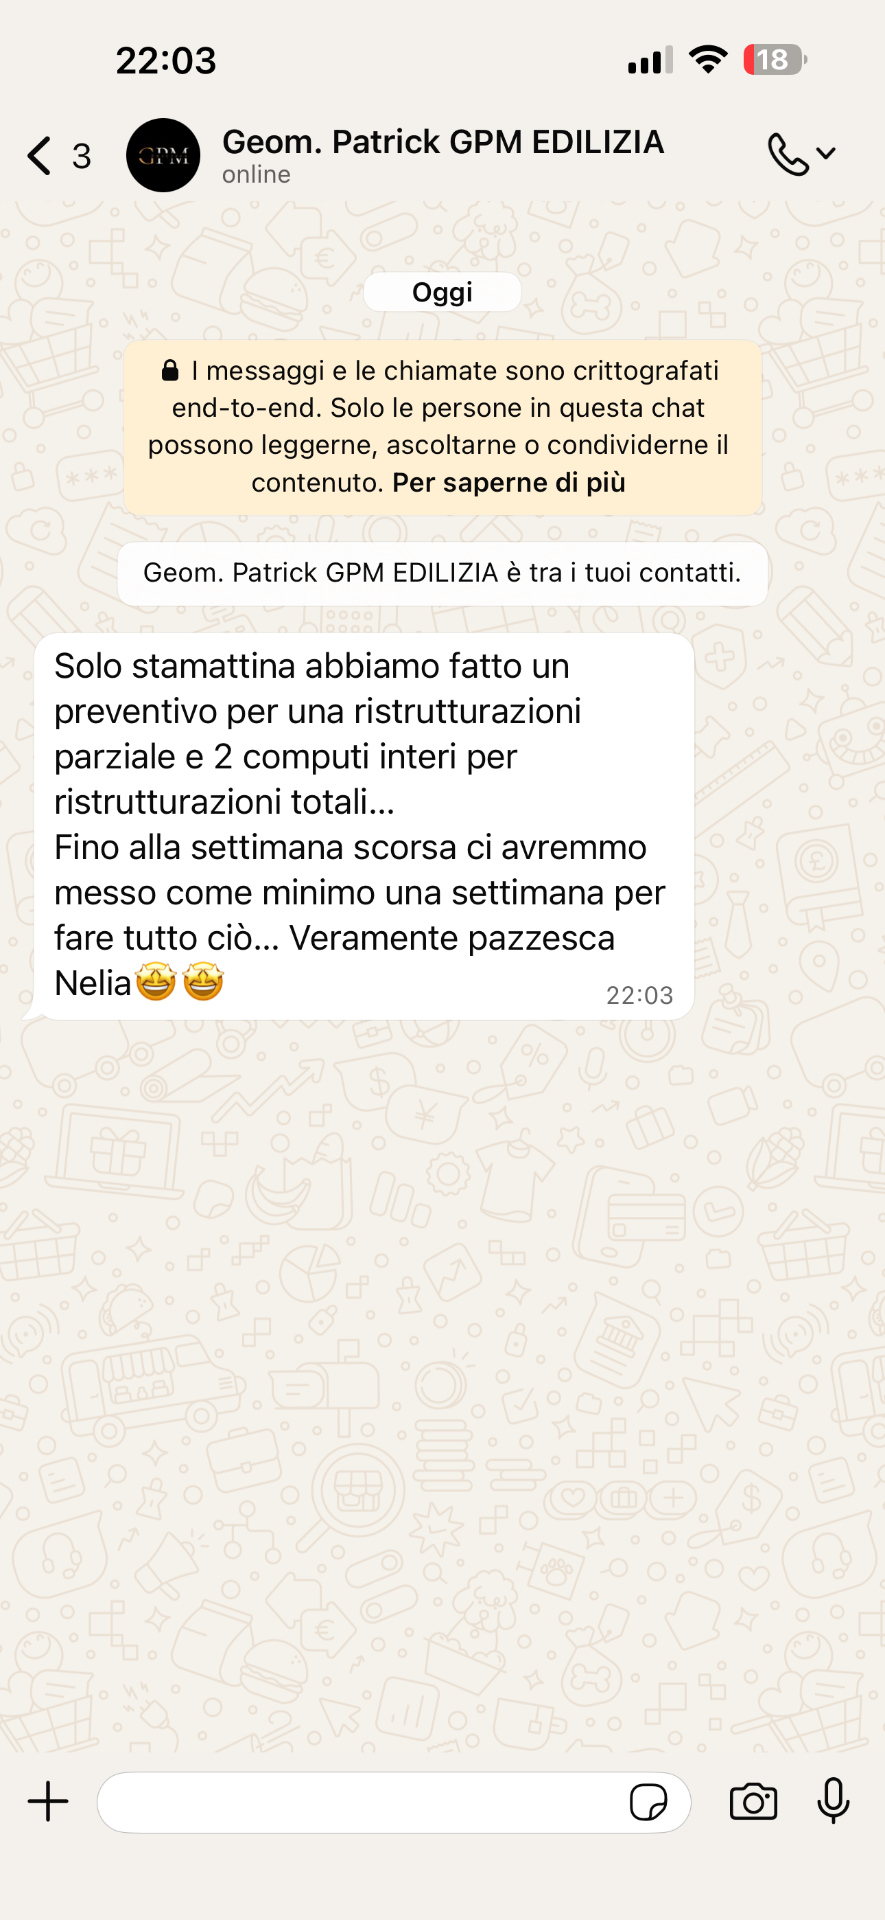 22:03
18
3
GPM
Geom. Patrick GPM EDILIZIA
online
Oggi
I messaggi e le chiamate sono crittografati
end-to-end. Solo le persone in questa chat
possono leggerne, ascoltarne o condividerne il
contenuto. Per saperne di più
Geom. Patrick GPM EDILIZIA è tra i tuoi contatti.
Solo stamattina abbiamo fatto un
preventivo per una ristrutturazioni
parziale e 2 computi interi per
ristrutturazioni totali...
Fino alla settimana scorsa ci avremmo
messo come minimo una settimana per
fare tutto ciò... Veramente pazzesca
Nelia🤩🤩
22:03